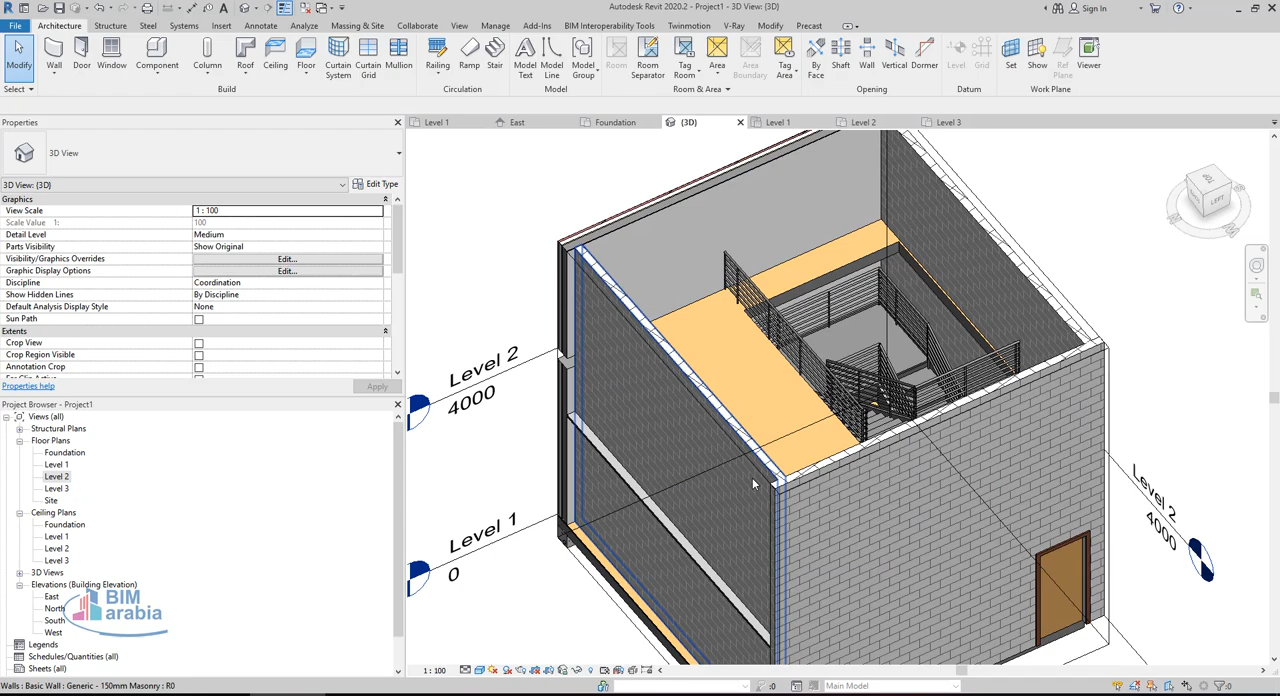 Autodesk Revit 2020.2 - Project1 - 3D View: {3D}
Sign In
File Architecture Structure Steel Systems Insert Annotate Analyze Massing & Site Collaborate View Manage Add-Ins BIM Interoperability Tools Twinmotion V-Ray Modify Precast
Modify Wall Door Window Component Column Roof Ceiling Floor Curtain System Curtain Grid Mullion Railing Ramp Stair Model Text Model Line Model Group Room Room Separator Tag Room Area Area Boundary Tag Area By Face Shaft Wall Vertical Dormer Level Grid Set Show Ref Plane Viewer
Select Build Circulation Model Room & Area Opening Datum Work Plane
Properties
Level 1 East Foundation {3D} Level 1 Level 2 Level 3
3D View
3D View: {3D} Edit Type
Graphics
View Scale 1 : 100
Scale Value 1: 100
Detail Level Medium
Parts Visibility Show Original
Visibility/Graphics Overrides Edit...
Graphic Display Options Edit...
Discipline Coordination
Show Hidden Lines By Discipline
Default Analysis Display Style None
Sun Path
Extents
Crop View
Crop Region Visible
Annotation Crop
Properties help Apply
Project Browser - Project1
Views (all)
Structural Plans
Floor Plans
Foundation
Level 1
Level 2
Level 3
Site
Ceiling Plans
Foundation
Level 1
Level 2
Level 3
3D Views
Elevations (Building Elevation)
East
North
South
West
Legends
Schedules/Quantities (all)
Sheets (all)
BIM
arabia
Level 2
4000
Level 1
0
Level 2
4000
TOP
LEFT
1 : 100
Walls : Basic Wall : Generic - 150mm Masonry : R0
:0
Main Model
:0